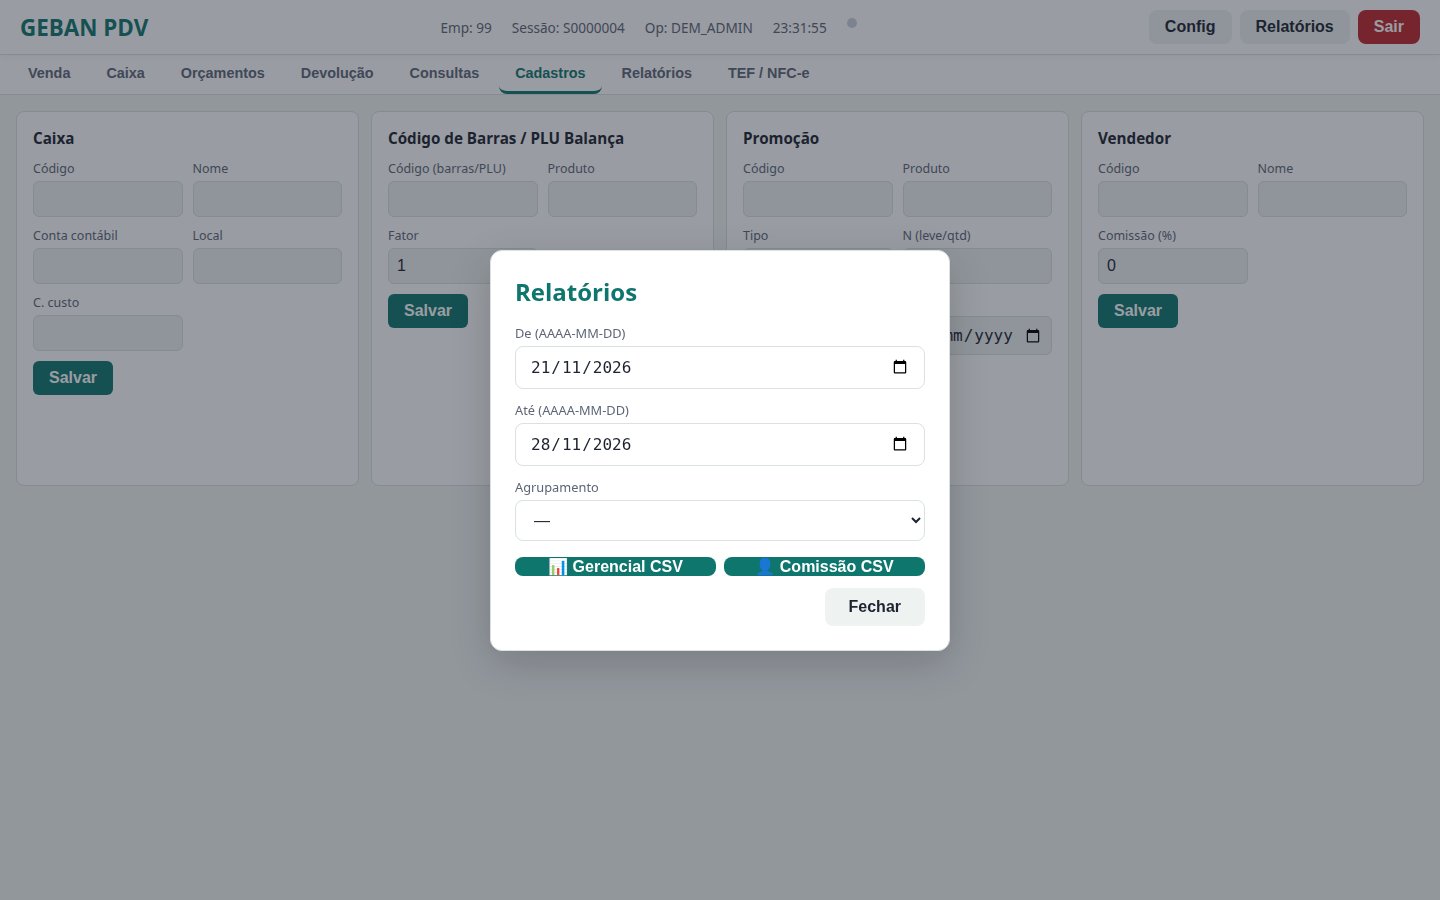 GEBAN PDV
Emp: 99 Sessão: S0000004 Op: DEM_ADMIN 23:31:55
Config Relatórios Sair
Venda Caixa Orçamentos Devolução Consultas Cadastros Relatórios TEF / NFC-e
Caixa
Código Nome
Conta contábil Local
C. custo
Salvar
Código de Barras / PLU Balança
Código (barras/PLU) Produto
Fator
1
Salvar
Promoção
Código Produto
Tipo N (leve/qtd)
mm/yyyy
Vendedor
Código Nome
Comissão (%)
0
Salvar
Relatórios
De (AAAA-MM-DD)
21/11/2026
Até (AAAA-MM-DD)
28/11/2026
Agrupamento
—
📊 Gerencial CSV 👤 Comissão CSV
Fechar